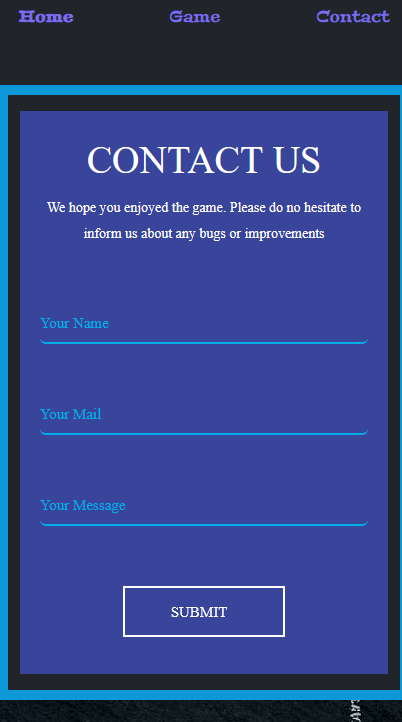 Home Game Contact
CONTACT US
We hope you enjoyed the game. Please do no hesitate to
inform us about any bugs or improvements
Your Name
Your Mail
Your Message
SUBMIT